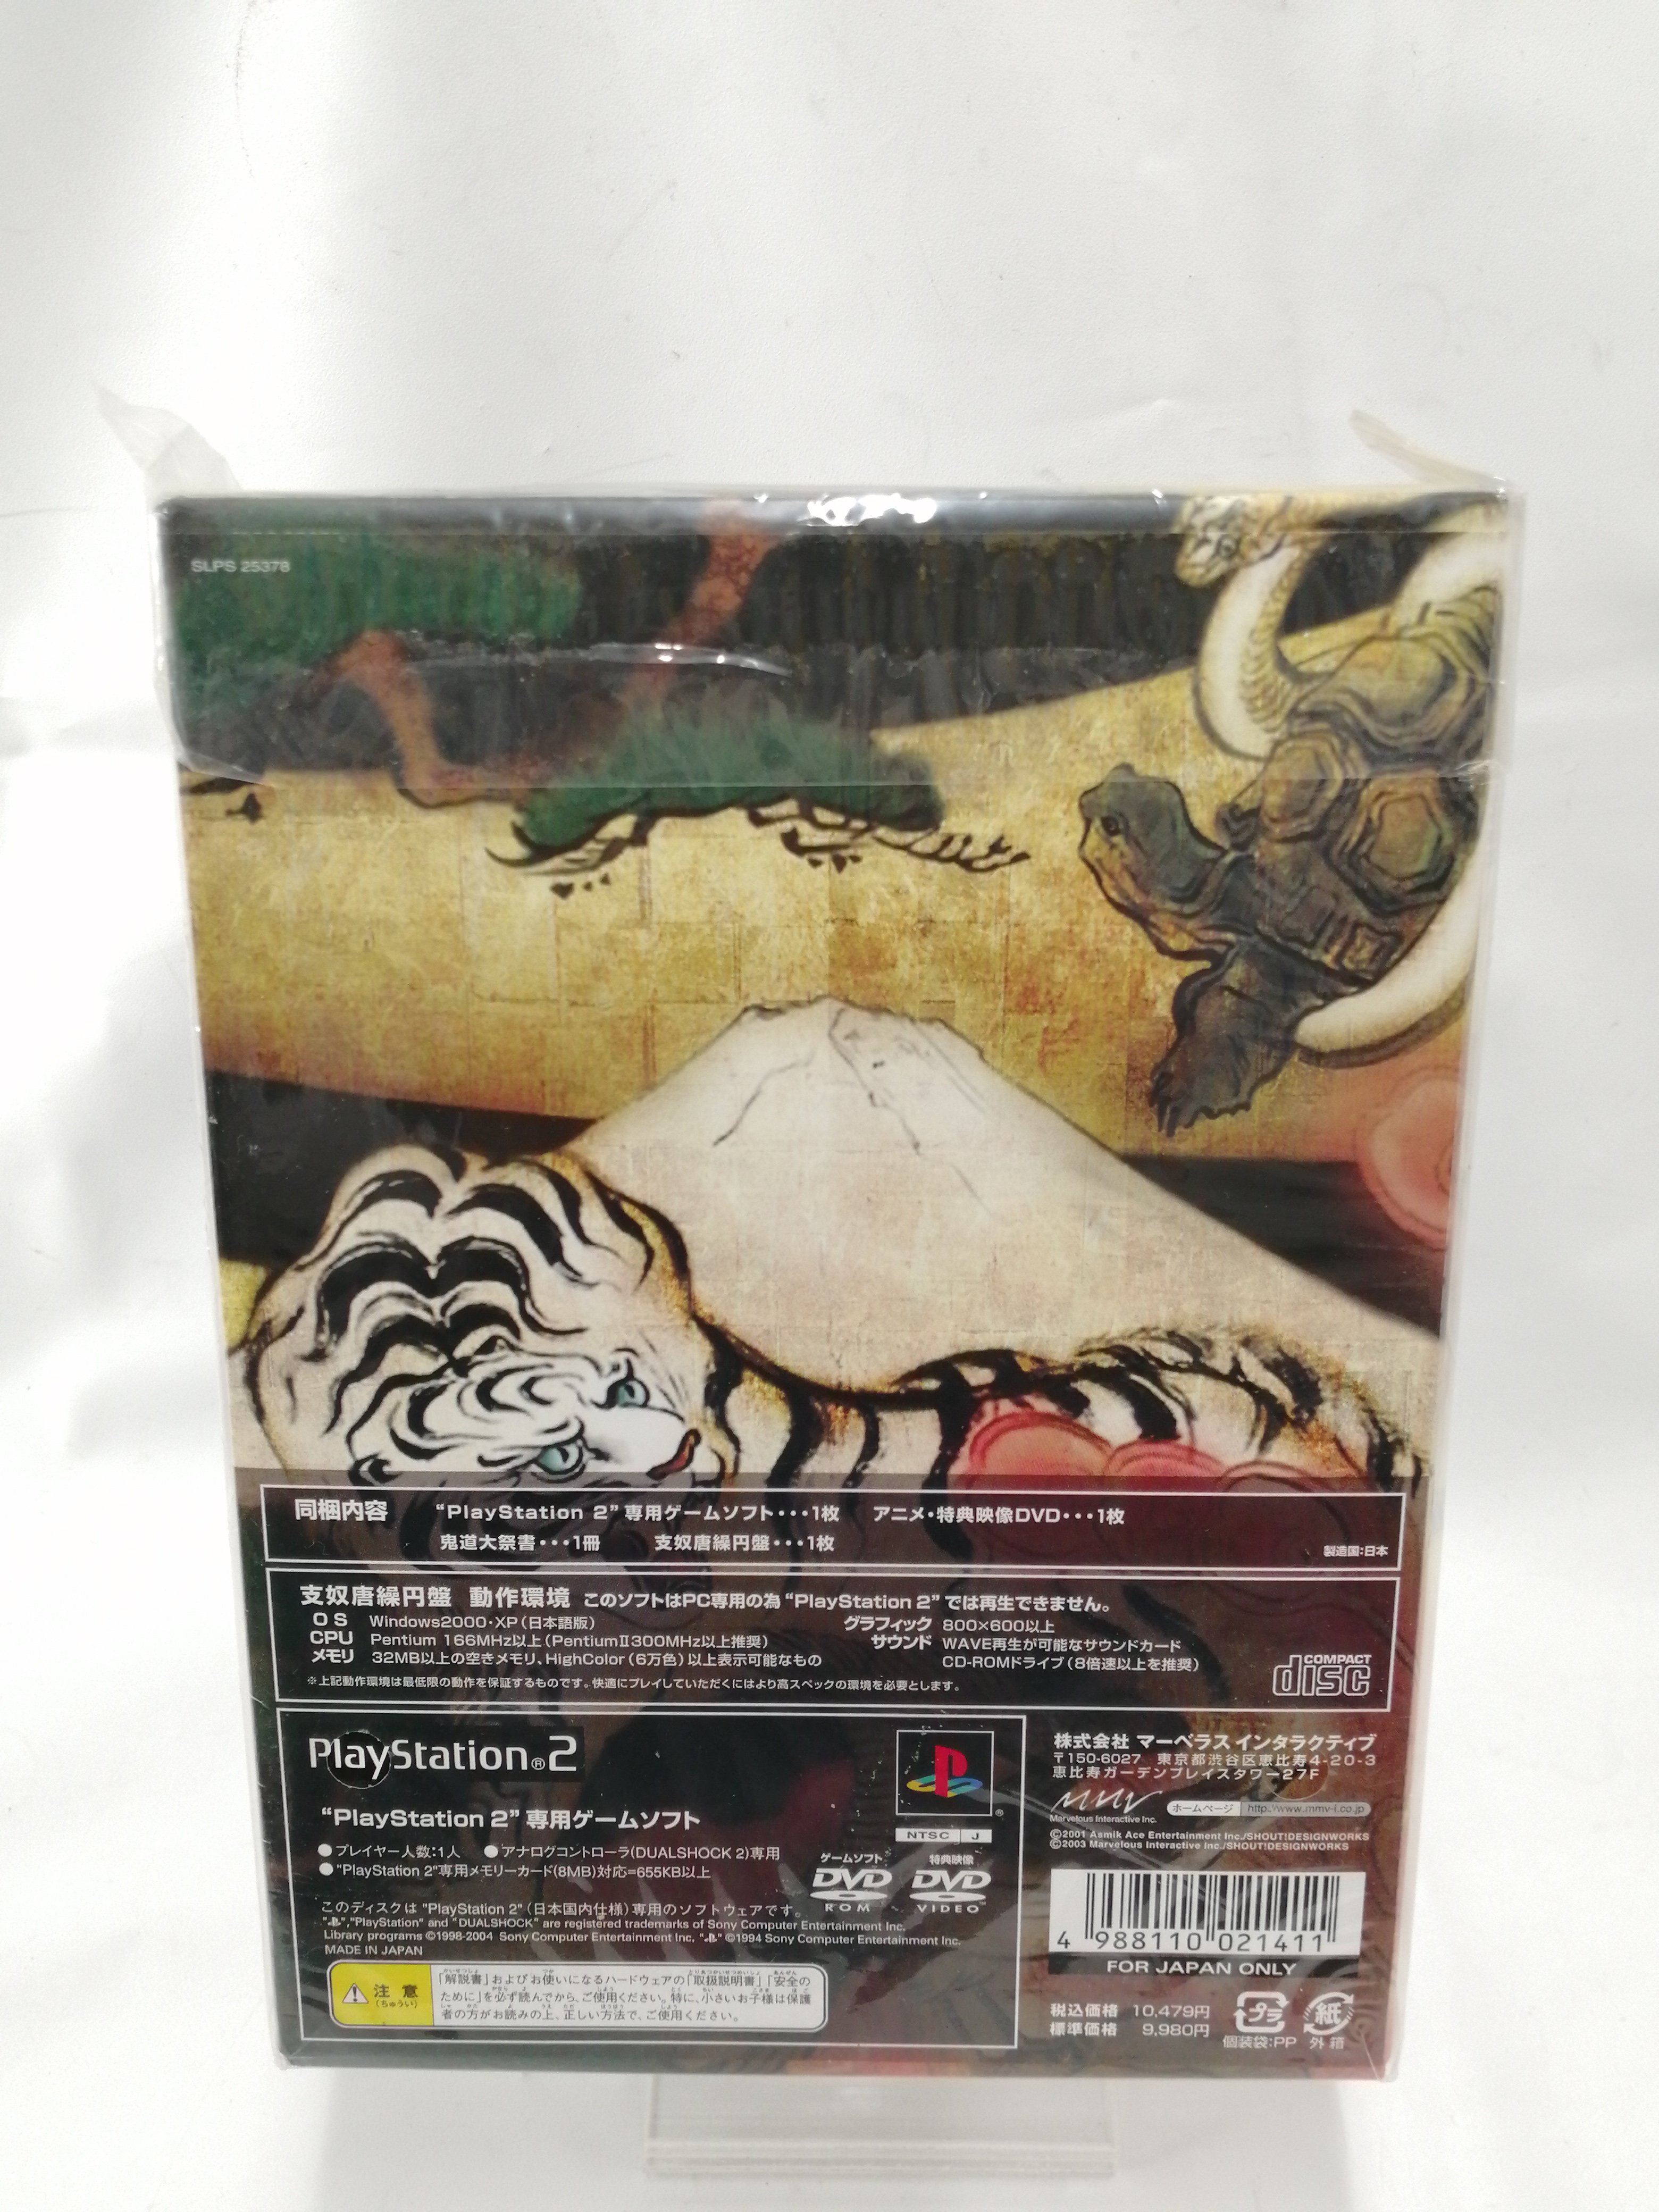 SLPS 25378
同梱内容 “PlayStation 2”専用ゲームソフト・・・1枚 アニメ・特典映像DVD・・・1枚
鬼道大祭書・・・1冊 支奴唐繰円盤・・・1枚
製造国:日本
支奴唐繰円盤 動作環境 このソフトはPC専用の為“PlayStation 2”では再生できません。
OS Windows2000・XP(日本語版)
CPU Pentium 166MHz以上(PentiumⅡ300MHz以上推奨)
メモリ 32MB以上の空きメモリ、HighColor(6万色)以上表示可能なもの
グラフィック 800×600以上
サウンド WAVE再生が可能なサウンドカード
CD-ROMドライブ(8倍速以上を推奨)
※上記動作環境は最低限の動作を保証するものです。快適にプレイしていただくにはより高スペックの環境を必要とします。
COMPACT
disc
PlayStation®2
“PlayStation 2”専用ゲームソフト
●プレイヤー人数:1人 ●アナログコントローラ(DUALSHOCK 2)専用
●“PlayStation 2”専用メモリーカード(8MB)対応=655KB以上
®
NTSC J
ゲームソフト
DVD
ROM
特典映像
DVD
VIDEO™
このディスクは“PlayStation 2”(日本国内仕様)専用のソフトウェアです。
"", "PlayStation" and "DUALSHOCK" are registered trademarks of Sony Computer Entertainment Inc.
Library programs ©1998-2004 Sony Computer Entertainment Inc. "" ©1994 Sony Computer Entertainment Inc.
MADE IN JAPAN
注意
(ちゅうい)
「解説書」およびお使いになるハードウェアの「取扱説明書」「安全の
ために」を必ず読んでから、ご使用ください。特に、小さいお子様は保護
者の方がお読みの上、正しい方法で、ご使用ください。
株式会社 マーベラス インタラクティブ
〒150-6027 東京都渋谷区恵比寿4-20-3
恵比寿ガーデンプレイスタワー27F
mmv
Marvelous Interactive Inc.
ホームページ http://www.mmv-i.co.jp
©2001 Asmik Ace Entertainment Inc./SHOUT!DESIGNWORKS
©2003 Marvelous Interactive Inc./SHOUT!DESIGNWORKS
4 988110 021411
FOR JAPAN ONLY
税込価格 10,479円
標準価格 9,980円
プラ
個装袋:PP
紙
外箱